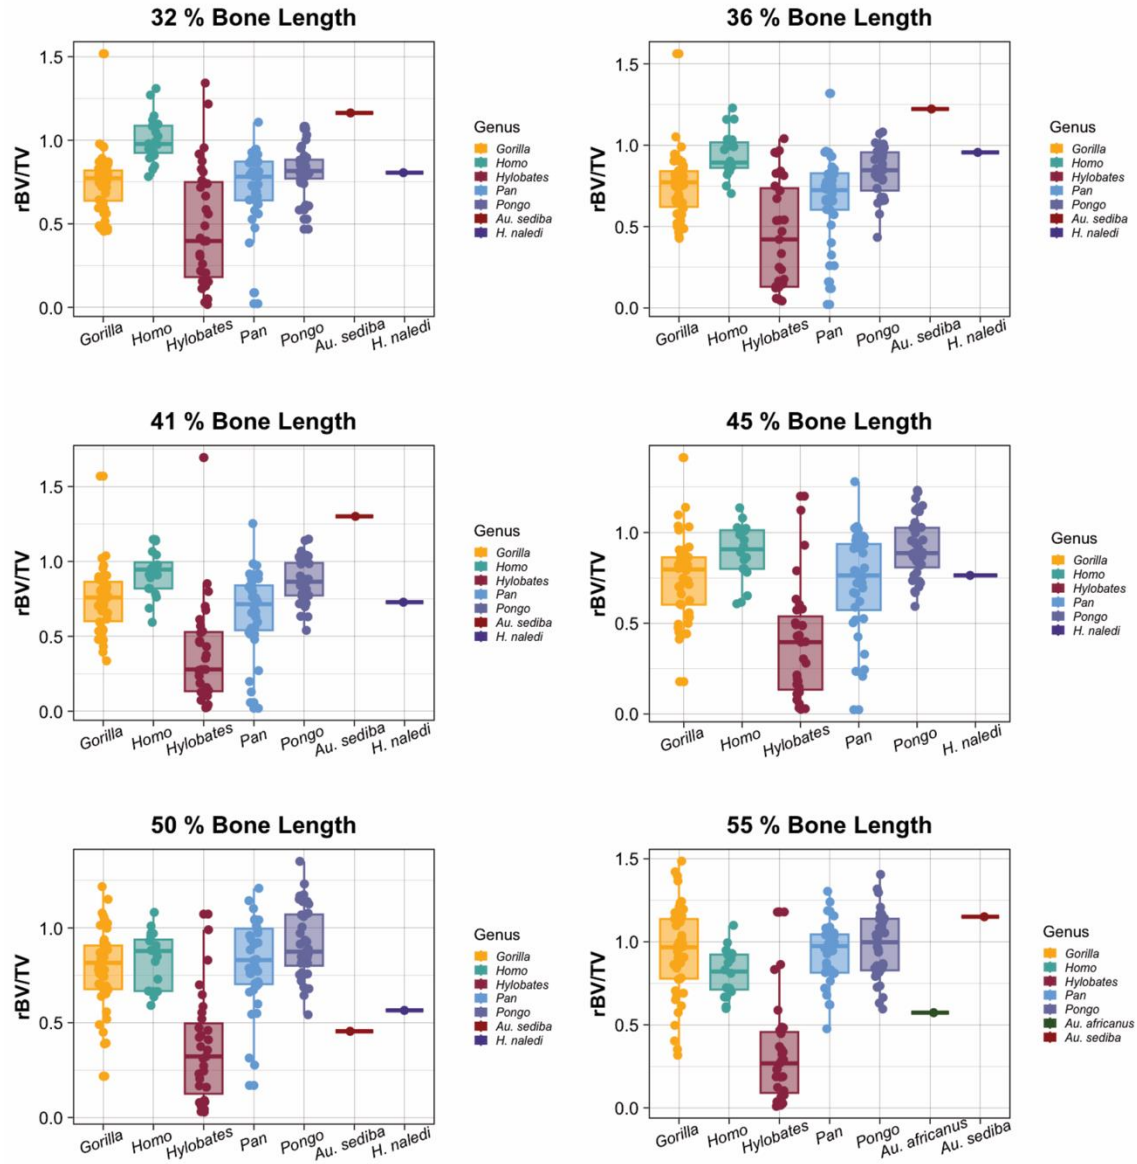 32 % Bone Length
rBV/TV
1.5
1.0
0.5
0.0
Gorilla
Homo
Hylobates
Pan
Pongo
Au. sediba
H. naledi
Genus
Gorilla
Homo
Hylobates
Pan
Pongo
Au. sediba
H. naledi
36 % Bone Length
rBV/TV
1.5
1.0
0.5
0.0
Gorilla
Homo
Hylobates
Pan
Pongo
Au. sediba
H. naledi
Genus
Gorilla
Homo
Hylobates
Pan
Pongo
Au. sediba
H. naledi
41 % Bone Length
rBV/TV
1.5
1.0
0.5
0.0
Gorilla
Homo
Hylobates
Pan
Pongo
Au. sediba
H. naledi
Genus
Gorilla
Homo
Hylobates
Pan
Pongo
Au. sediba
H. naledi
45 % Bone Length
rBV/TV
1.0
0.5
0.0
Gorilla
Homo
Hylobates
Pan
Pongo
H. naledi
Genus
Gorilla
Homo
Hylobates
Pan
Pongo
H. naledi
50 % Bone Length
rBV/TV
1.0
0.5
0.0
Gorilla
Homo
Hylobates
Pan
Pongo
Au. sediba
H. naledi
Genus
Gorilla
Homo
Hylobates
Pan
Pongo
Au. sediba
H. naledi
55 % Bone Length
rBV/TV
1.5
1.0
0.5
0.0
Gorilla
Homo
Hylobates
Pan
Pongo
Au. africanus
Au. sediba
Genus
Gorilla
Homo
Hylobates
Pan
Pongo
Au. africanus
Au. sediba